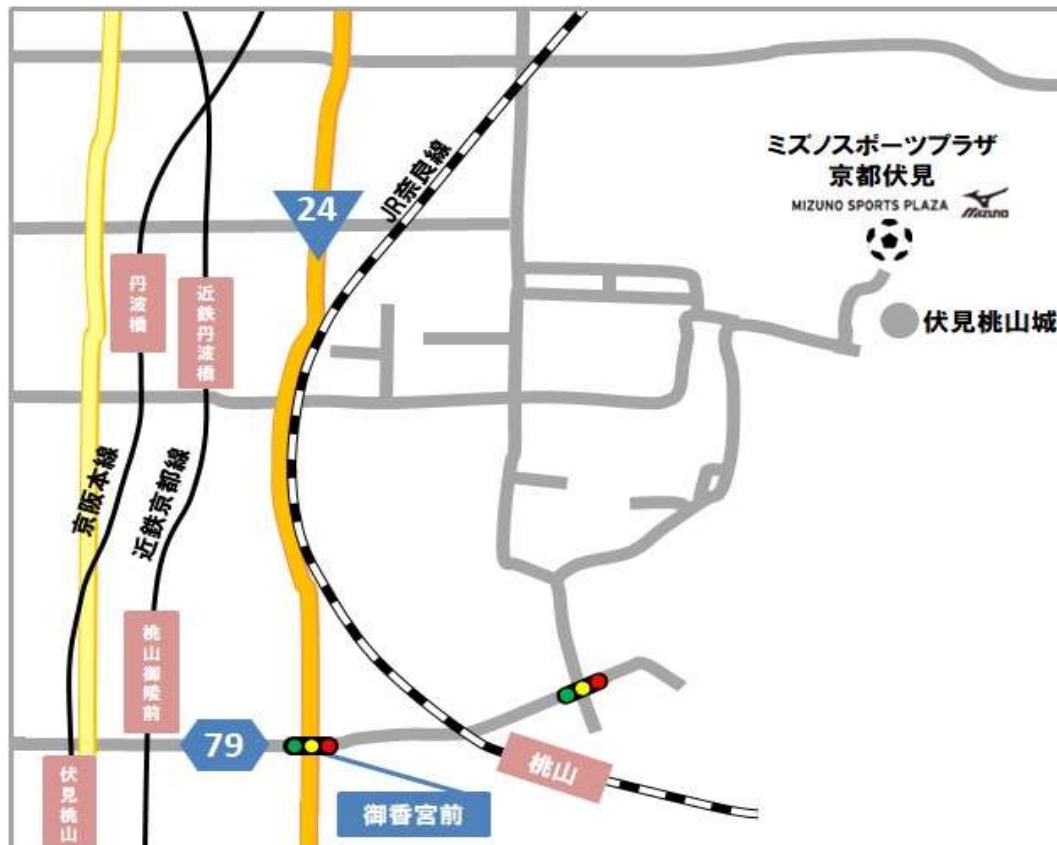 ミズノスポーツプラザ
京都伏見
MIZUNO SPORTS PLAZA
Mizuno
JR奈良線
24
丹波橋
近鉄丹波橋
伏見桃山城
京阪本線
近鉄京都線
桃山御陵前
79
桃山
伏見桃山
御香宮前